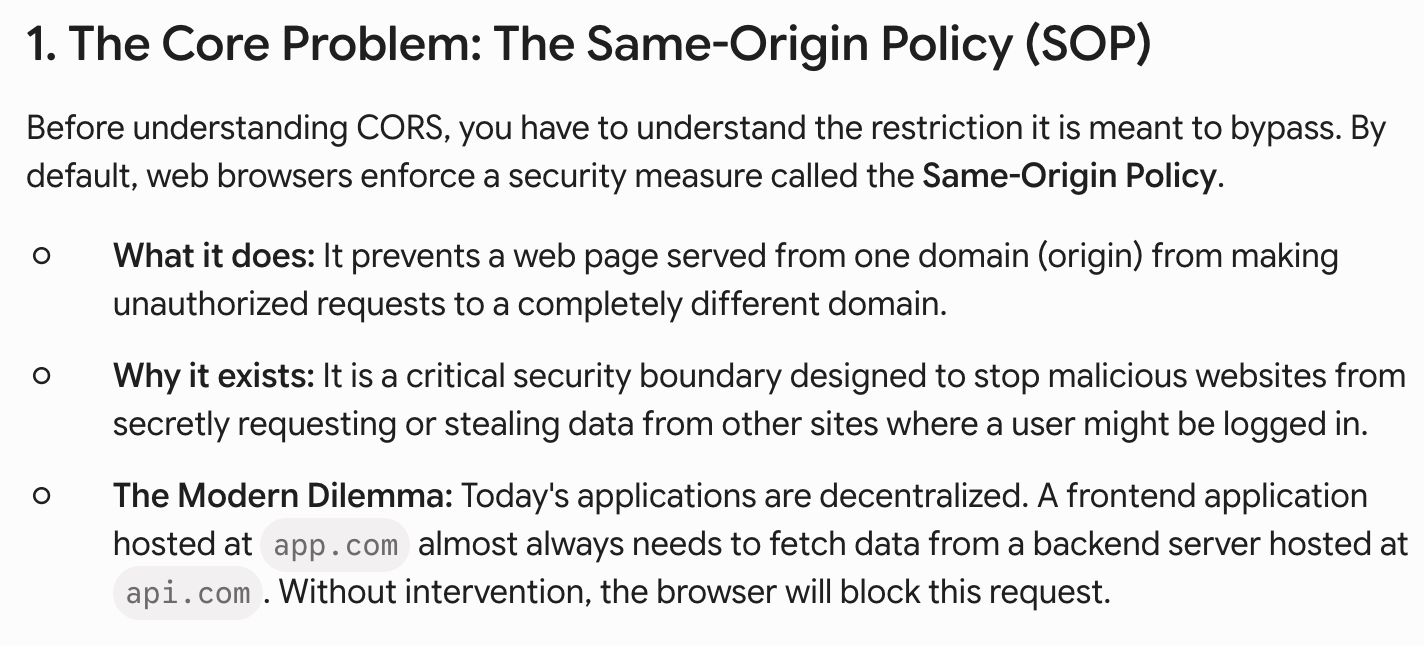 1. The Core Problem: The Same-Origin Policy (SOP)
Before understanding CORS, you have to understand the restriction it is meant to bypass. By
default, web browsers enforce a security measure called the Same-Origin Policy.
What it does: It prevents a web page served from one domain (origin) from making
unauthorized requests to a completely different domain.
Why it exists: It is a critical security boundary designed to stop malicious websites from
secretly requesting or stealing data from other sites where a user might be logged in.
The Modern Dilemma: Today's applications are decentralized. A frontend application
hosted at app.com almost always needs to fetch data from a backend server hosted at
api.com. Without intervention, the browser will block this request.